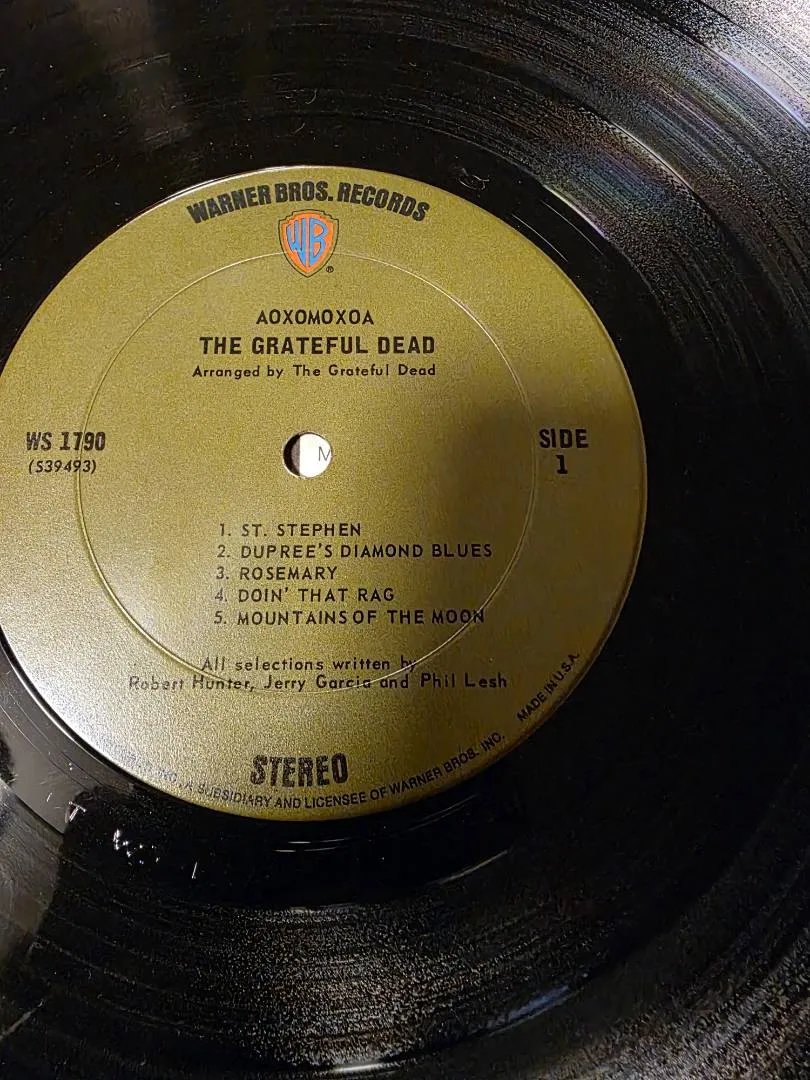 WARNER BROS. RECORDS
WB
®
AOXOMOXOA
THE GRATEFUL DEAD
Arranged by The Grateful Dead
WS 1790
(S39493)
SIDE
1
M
1. ST. STEPHEN
2. DUPREE'S DIAMOND BLUES
3. ROSEMARY
4. DOIN' THAT RAG
5. MOUNTAINS OF THE MOON
All selections written by
Robert Hunter, Jerry Garcia and Phil Lesh
STEREO
INC., A SUBSIDIARY AND LICENSEE OF WARNER BROS. INC.
MADE IN U.S.A.